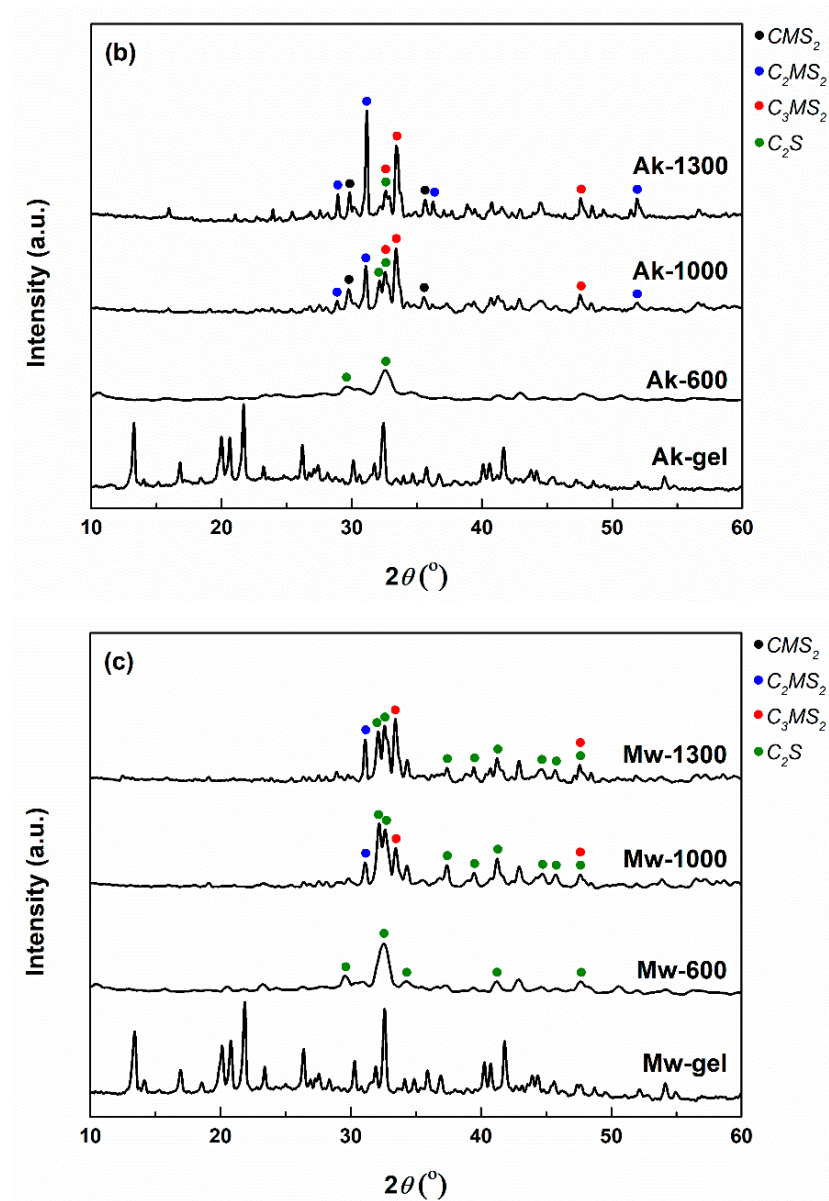 (b)
CMS₂
C₂MS₂
C₃MS₂
C₂S
Ak-1300
Ak-1000
Ak-600
Ak-gel
Intensity (a.u.)
10 20 30 40 50 60
2θ (°)
(c)
CMS₂
C₂MS₂
C₃MS₂
C₂S
Mw-1300
Mw-1000
Mw-600
Mw-gel
Intensity (a.u.)
10 20 30 40 50 60
2θ (°)